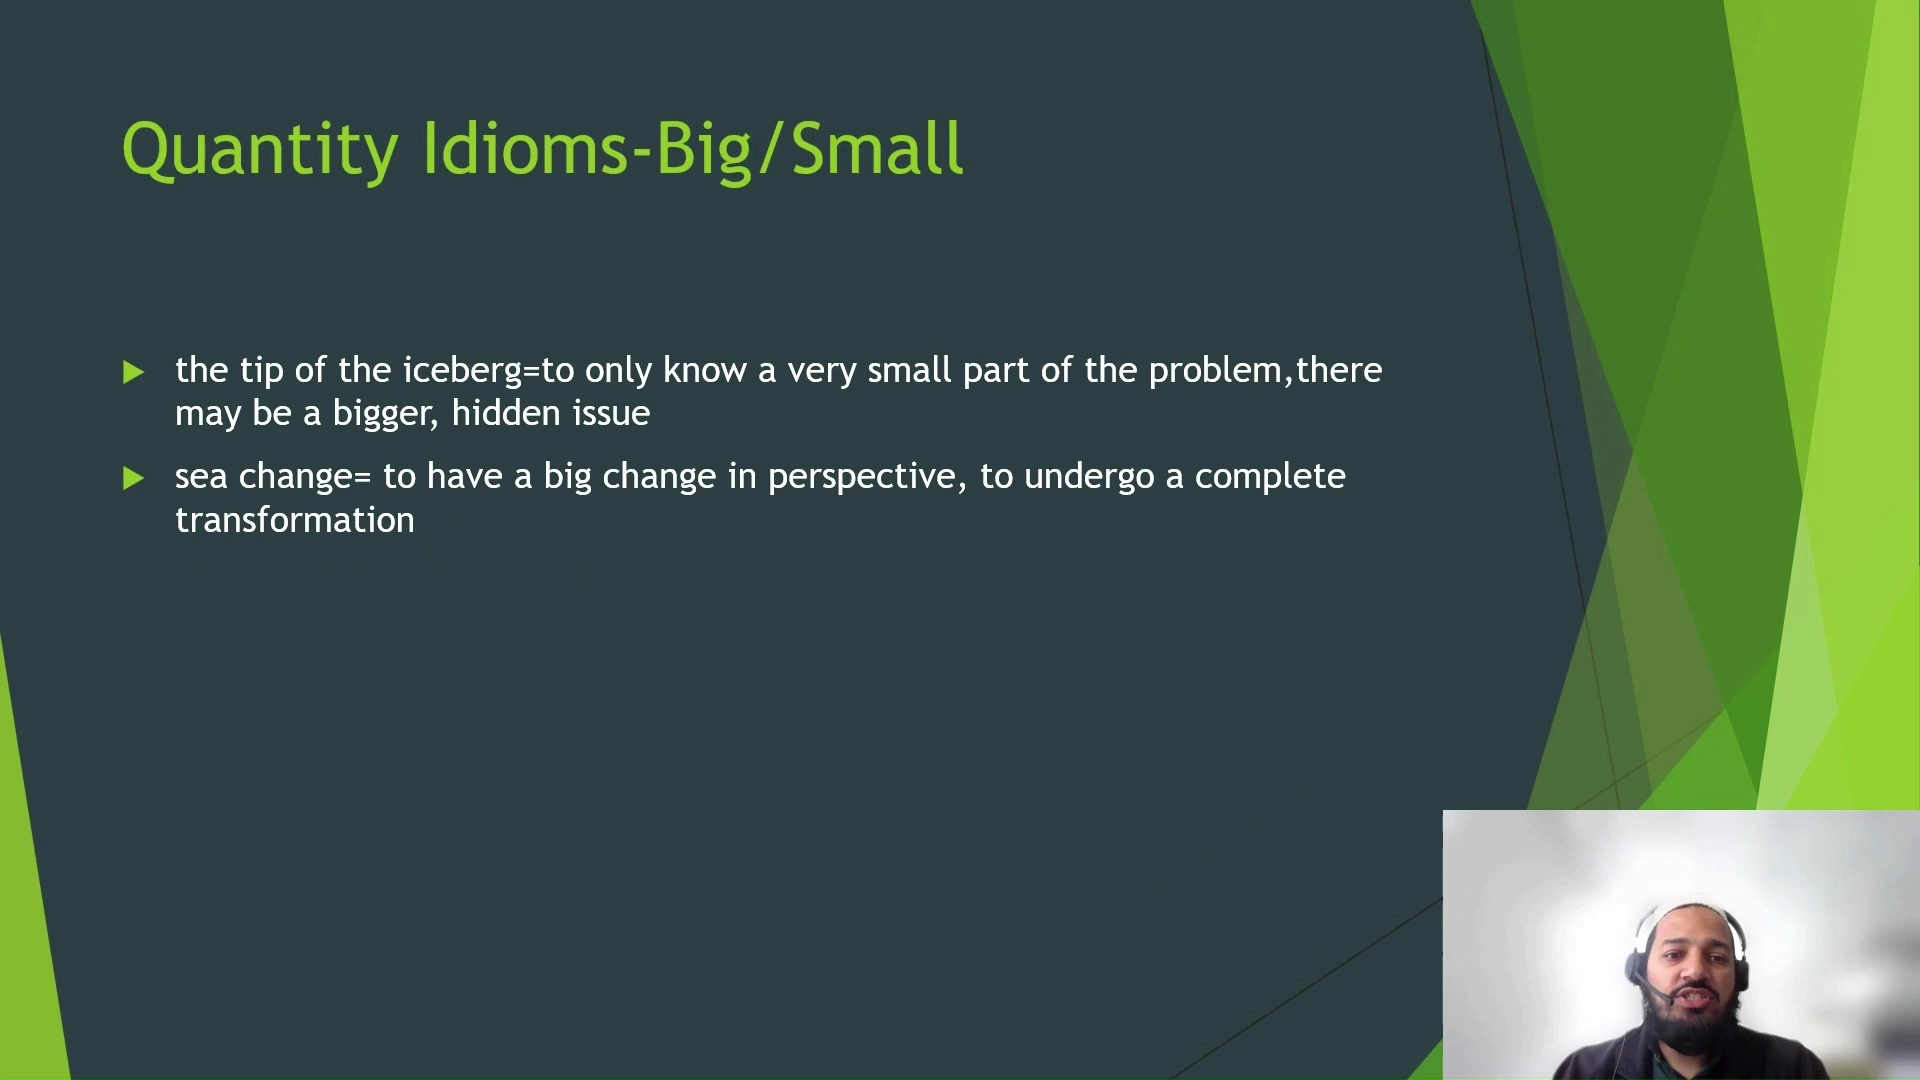 Quantity Idioms-Big/Small
the tip of the iceberg=to only know a very small part of the problem,there
may be a bigger, hidden issue
sea change= to have a big change in perspective, to undergo a complete
transformation